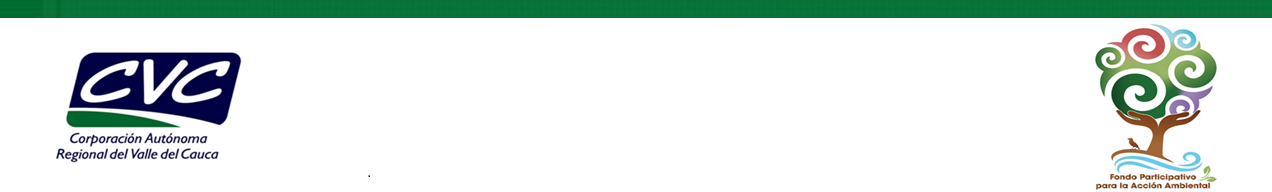 CVC
Corporación Autónoma
Regional del Valle del Cauca
.
Fondo Participativo
para la Acción Ambiental